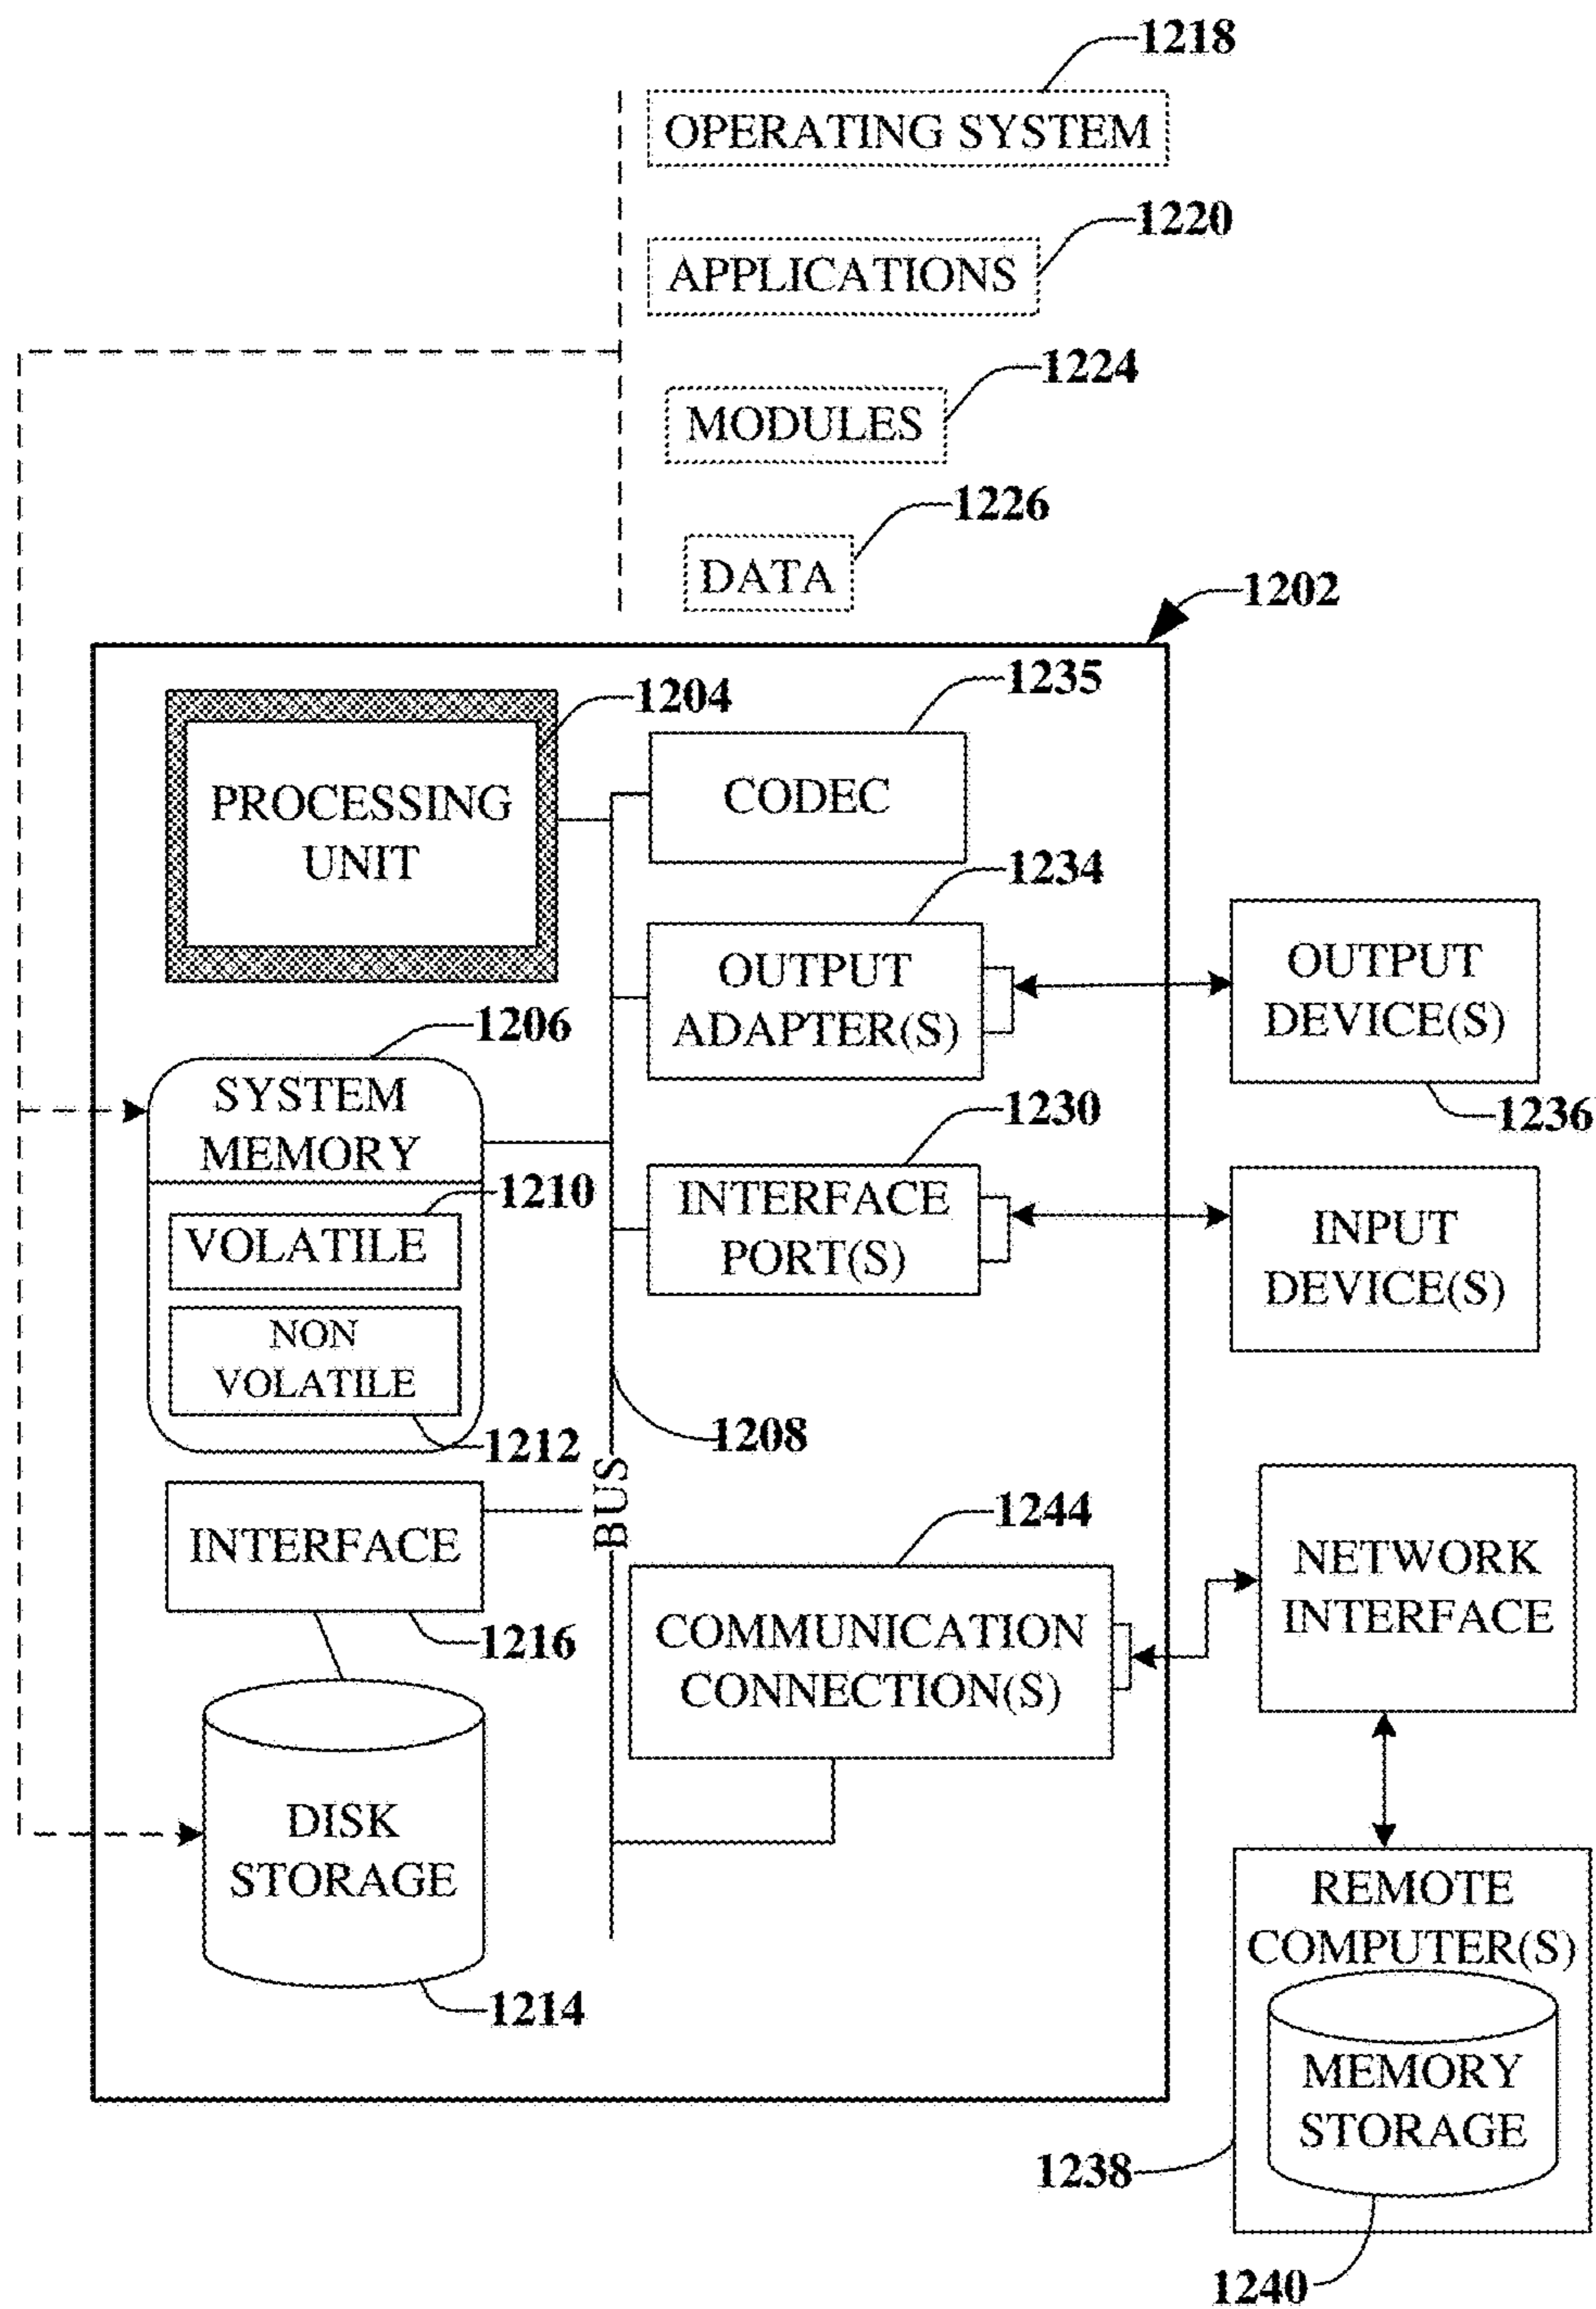 1218
OPERATING SYSTEM
1220
APPLICATIONS
1224
MODULES
1226
DATA
1202
1204
PROCESSING
UNIT
1235
CODEC
1234
OUTPUT
ADAPTER(S)
OUTPUT
DEVICE(S)
1236
1206
SYSTEM
MEMORY
1210
VOLATILE
NON
VOLATILE
1212
1230
INTERFACE
PORT(S)
INPUT
DEVICE(S)
1208
BUS
INTERFACE
1216
1244
COMMUNICATION
CONNECTION(S)
NETWORK
INTERFACE
DISK
STORAGE
1214
REMOTE
COMPUTER(S)
MEMORY
STORAGE
1238
1240